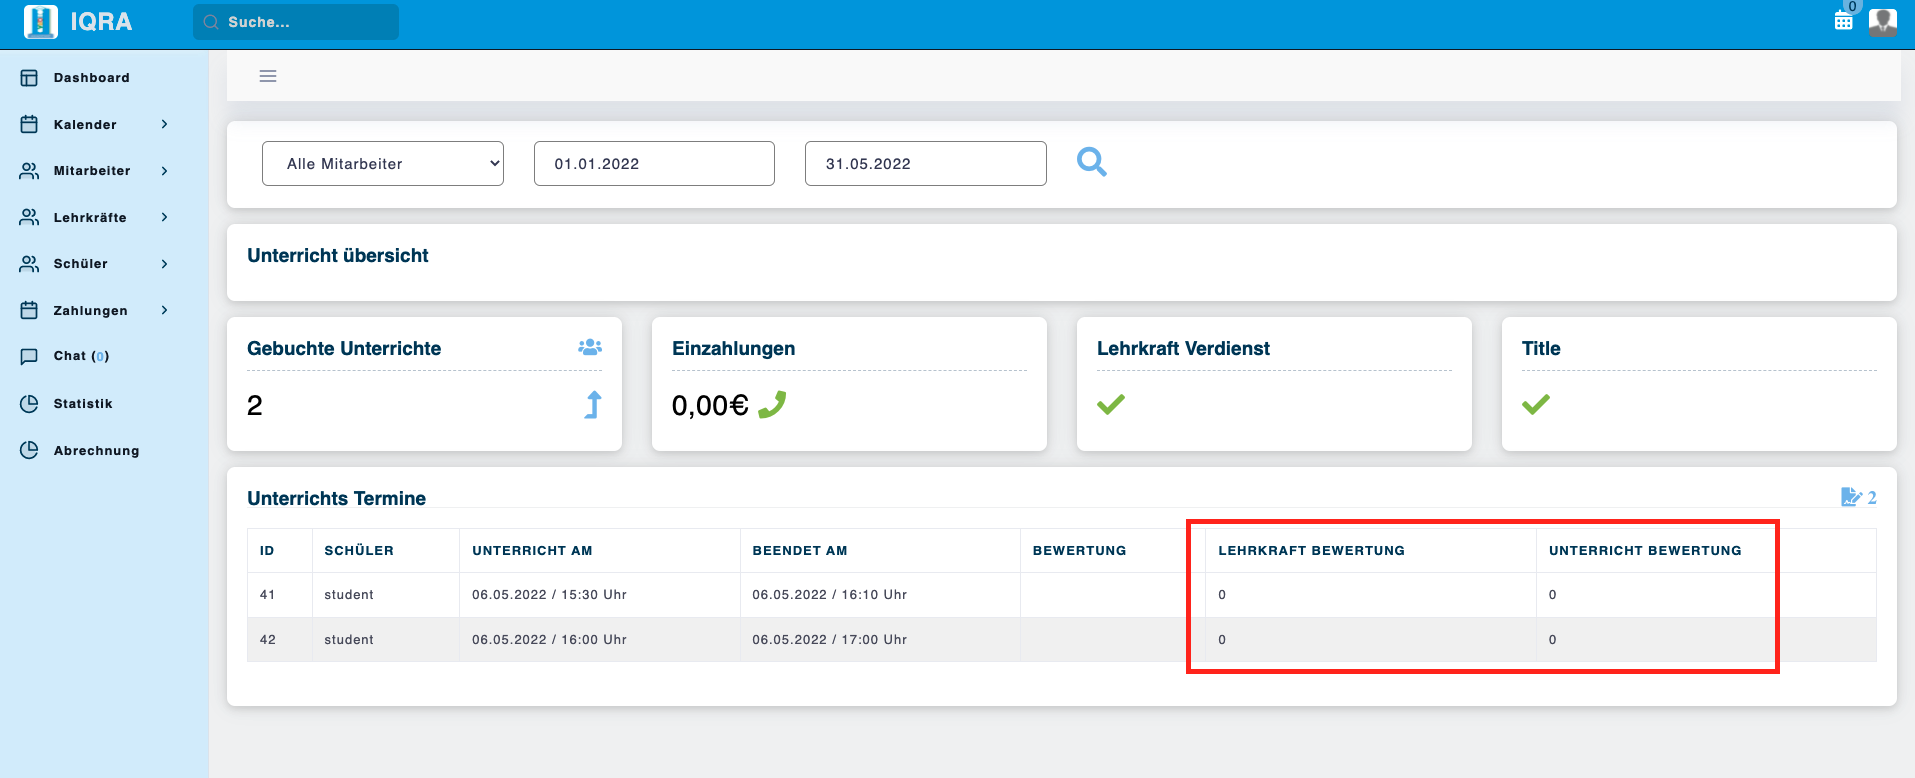 IQRA
Suche...
0
Dashboard
Kalender
Mitarbeiter
Lehrkräfte
Schüler
Zahlungen
Chat (0)
Statistik
Abrechnung
Alle Mitarbeiter
01.01.2022
31.05.2022
Unterricht übersicht
Gebuchte Unterrichte
2
Einzahlungen
0,00€
Lehrkraft Verdienst
Title
Unterrichts Termine
2
ID SCHÜLER UNTERRICHT AM BEENDET AM BEWERTUNG LEHRKRAFT BEWERTUNG UNTERRICHT BEWERTUNG
41 student 06.05.2022 / 15:30 Uhr 06.05.2022 / 16:10 Uhr 0 0
42 student 06.05.2022 / 16:00 Uhr 06.05.2022 / 17:00 Uhr 0 0